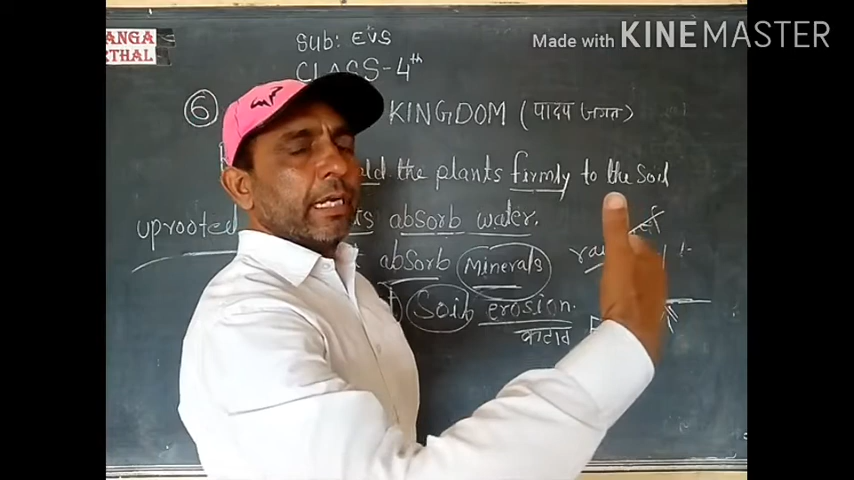 ANGA
RTHAL
Made with KINEMASTER
Sub: EVS
CLASS-4th
6 KINGDOM (पादप जगत)
the plants firmly to the Soil
uprooted absorb water.
absorb Minerals
Soil erosion.
कटाव